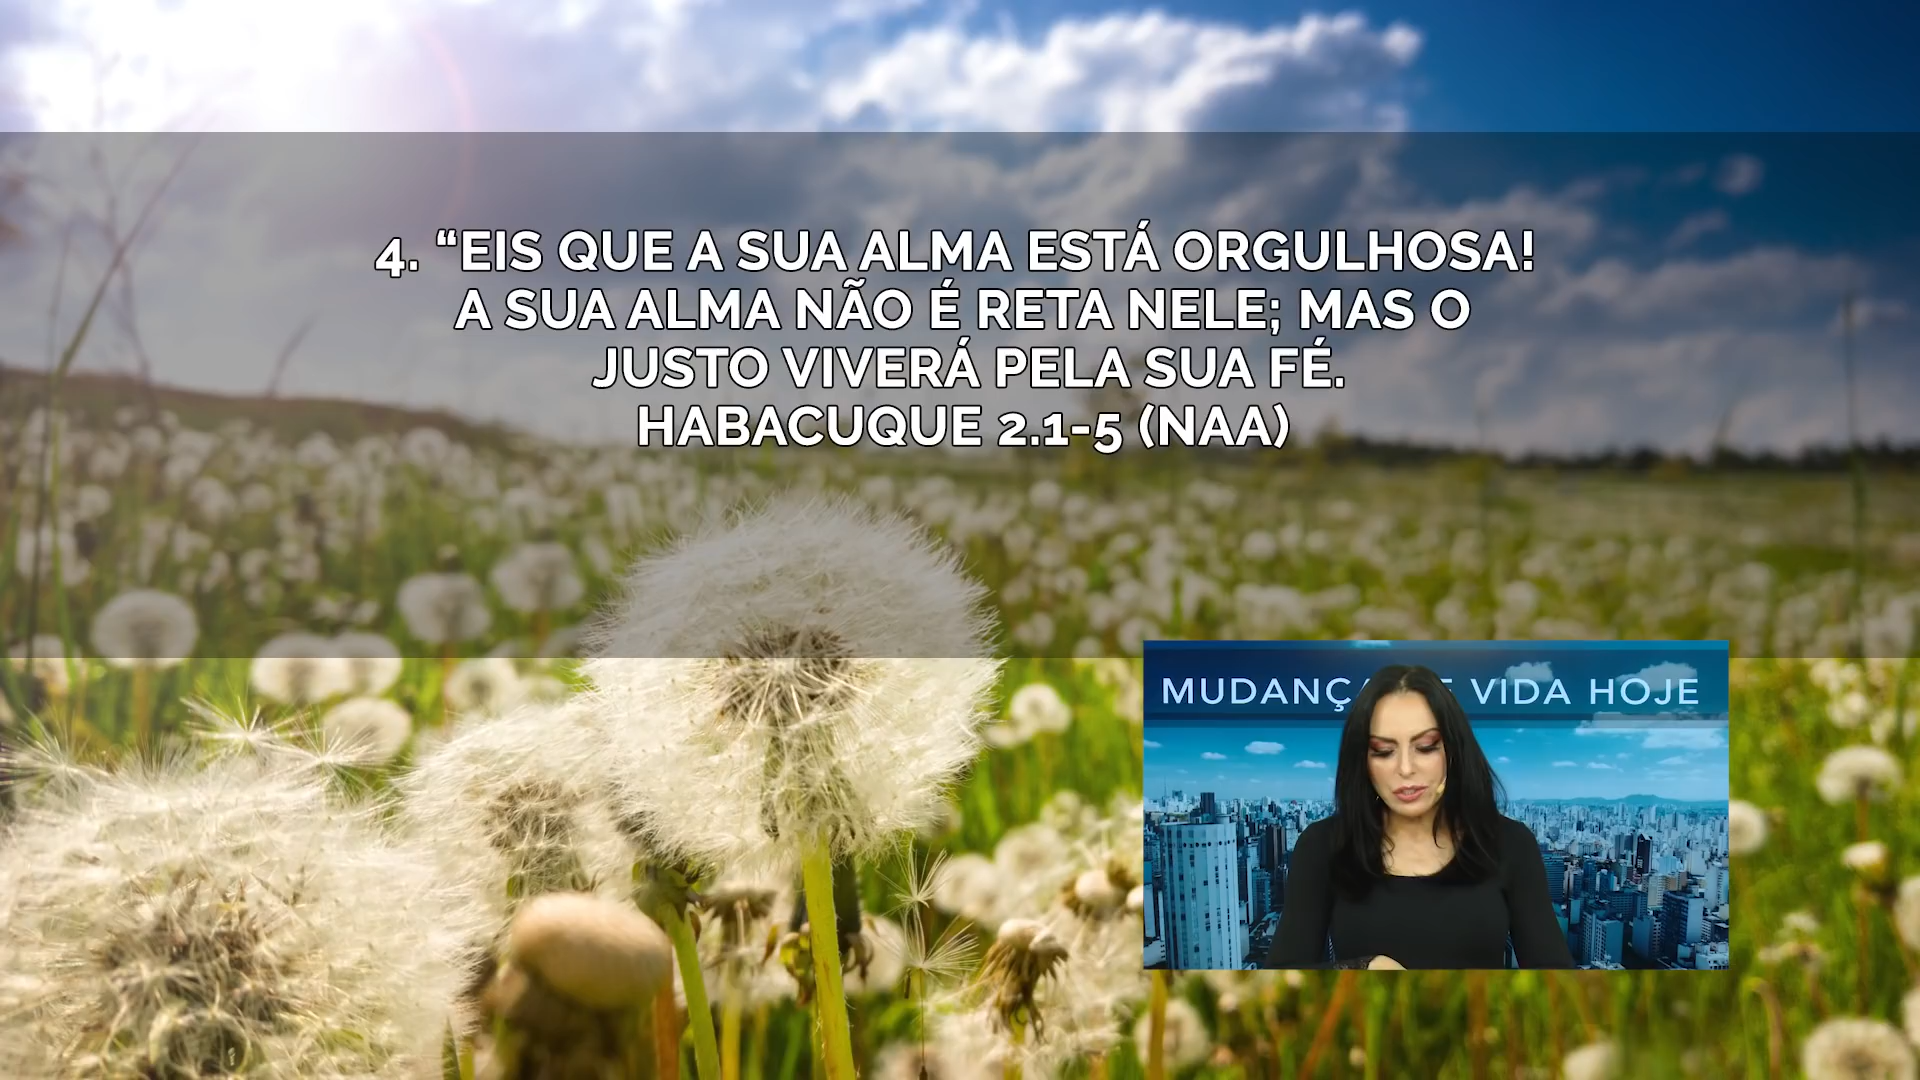 4. “EIS QUE A SUA ALMA ESTÁ ORGULHOSA!
A SUA ALMA NÃO É RETA NELE; MAS O
JUSTO VIVERÁ PELA SUA FÉ.
HABACUQUE 2.1-5 (NAA)
MUDANÇA VIDA HOJE